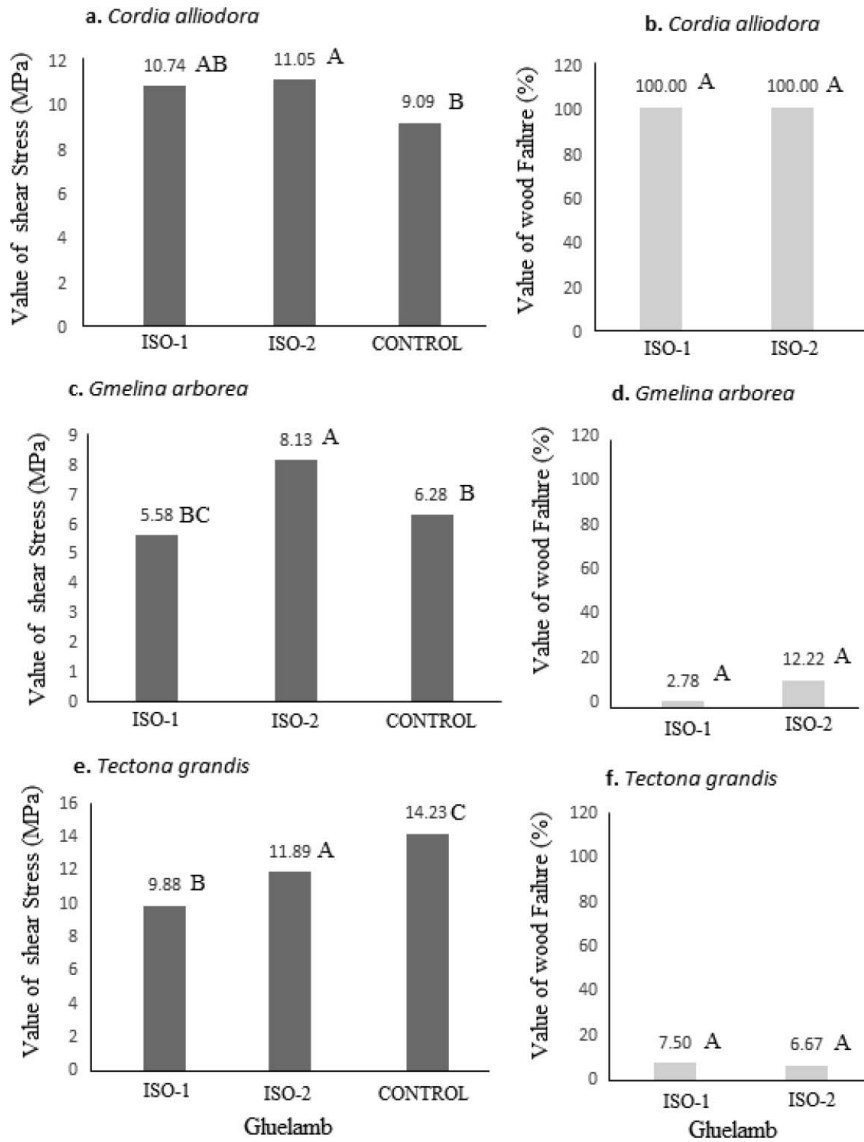 a. Cordia alliodora
Value of shear Stress (MPa)
12
10
8
6
4
2
0
10.74 AB
11.05 A
9.09 B
ISO-1
ISO-2
CONTROL
b. Cordia alliodora
Value of wood Failure (%)
120
100
80
60
40
20
0
100.00 A
100.00 A
ISO-1
ISO-2
c. Gmelina arborea
Value of shear Stress (MPa)
9
8
7
6
5
4
3
2
1
0
5.58 BC
8.13 A
6.28 B
ISO-1
ISO-2
CONTROL
d. Gmelina arborea
Value of wood Failure (%)
120
100
80
60
40
20
0
2.78 A
12.22 A
ISO-1
ISO-2
e. Tectona grandis
Value of shear Stress (MPa)
16
14
12
10
8
6
4
2
0
9.88 B
11.89 A
14.23 C
ISO-1
ISO-2
CONTROL
Gluelamb
f. Tectona grandis
Value of wood Failure (%)
120
100
80
60
40
20
0
7.50 A
6.67 A
ISO-1
ISO-2
Gluelamb